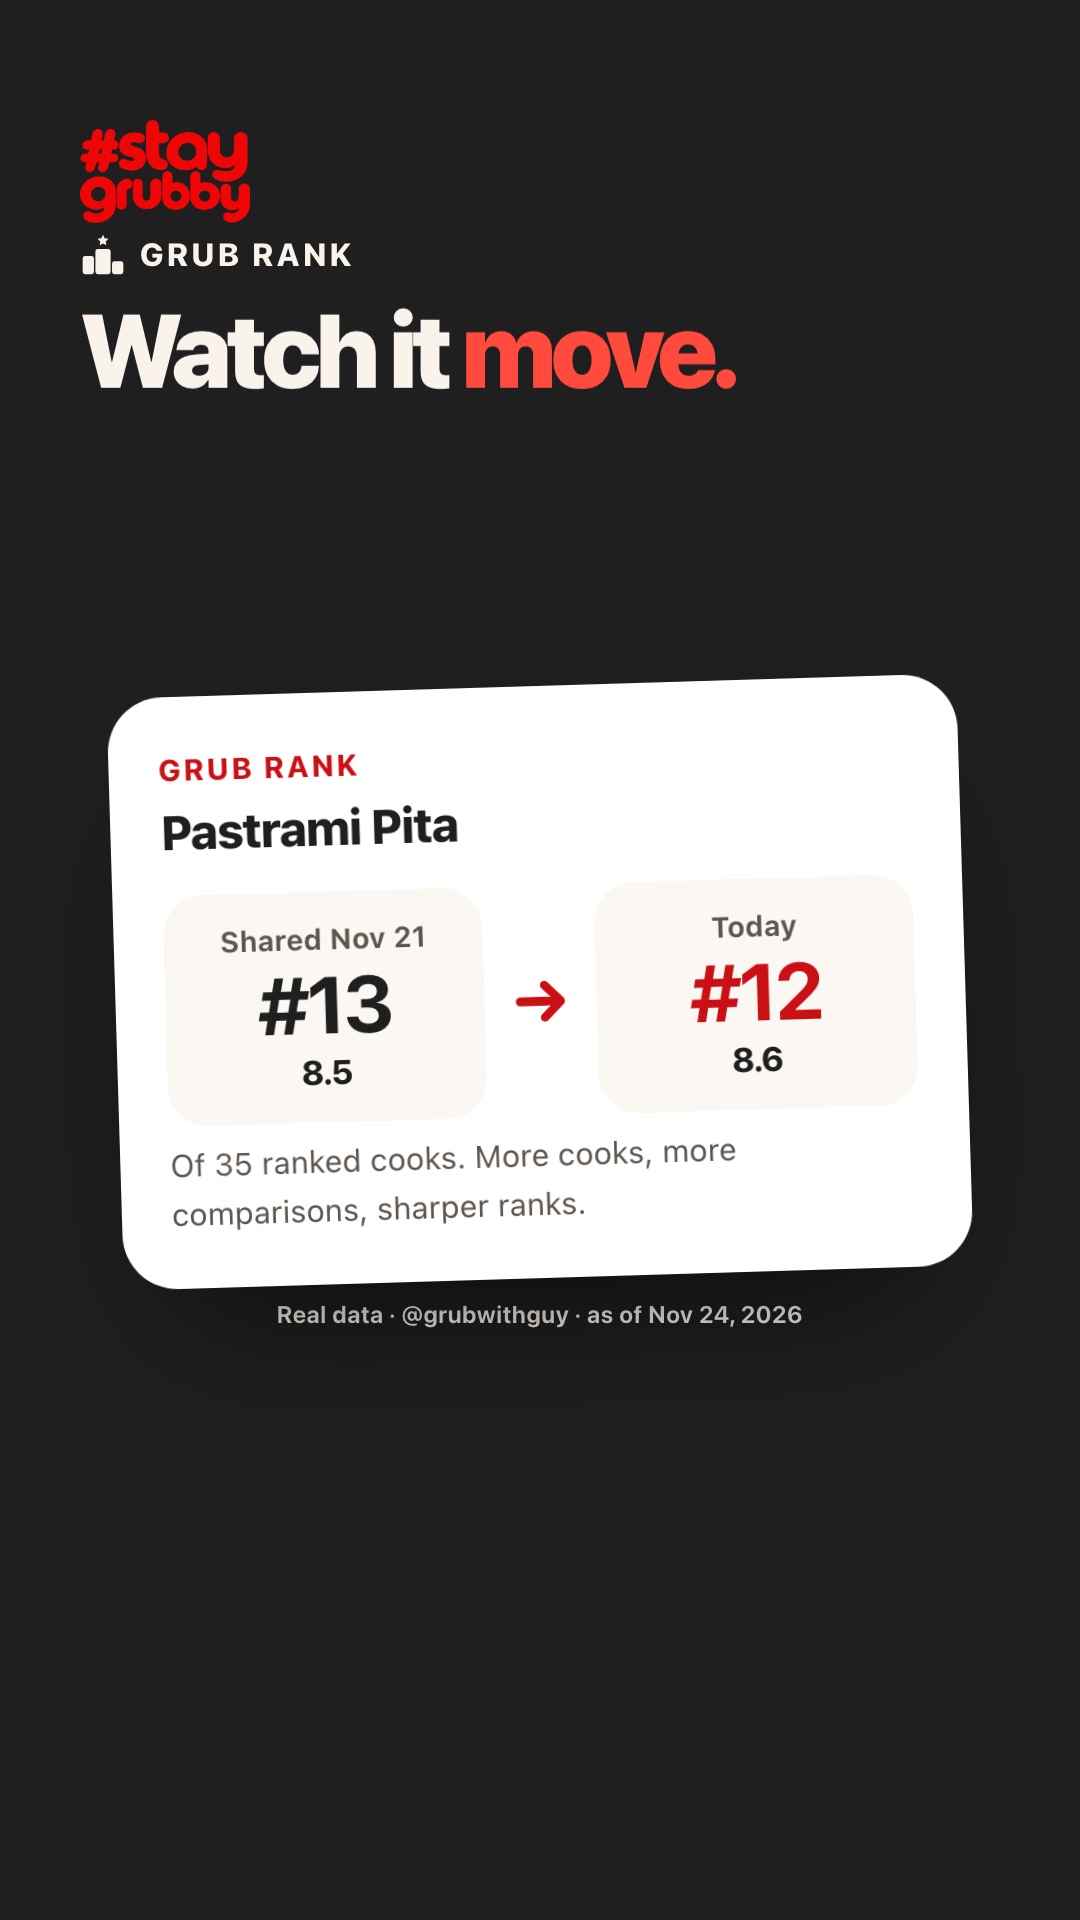 #stay
grubby
GRUB RANK
Watch it move.
GRUB RANK
Pastrami Pita
Shared Nov 21
#13
8.5
→
Today
#12
8.6
Of 35 ranked cooks. More cooks, more
comparisons, sharper ranks.
Real data · @grubwithguy · as of Nov 24, 2026